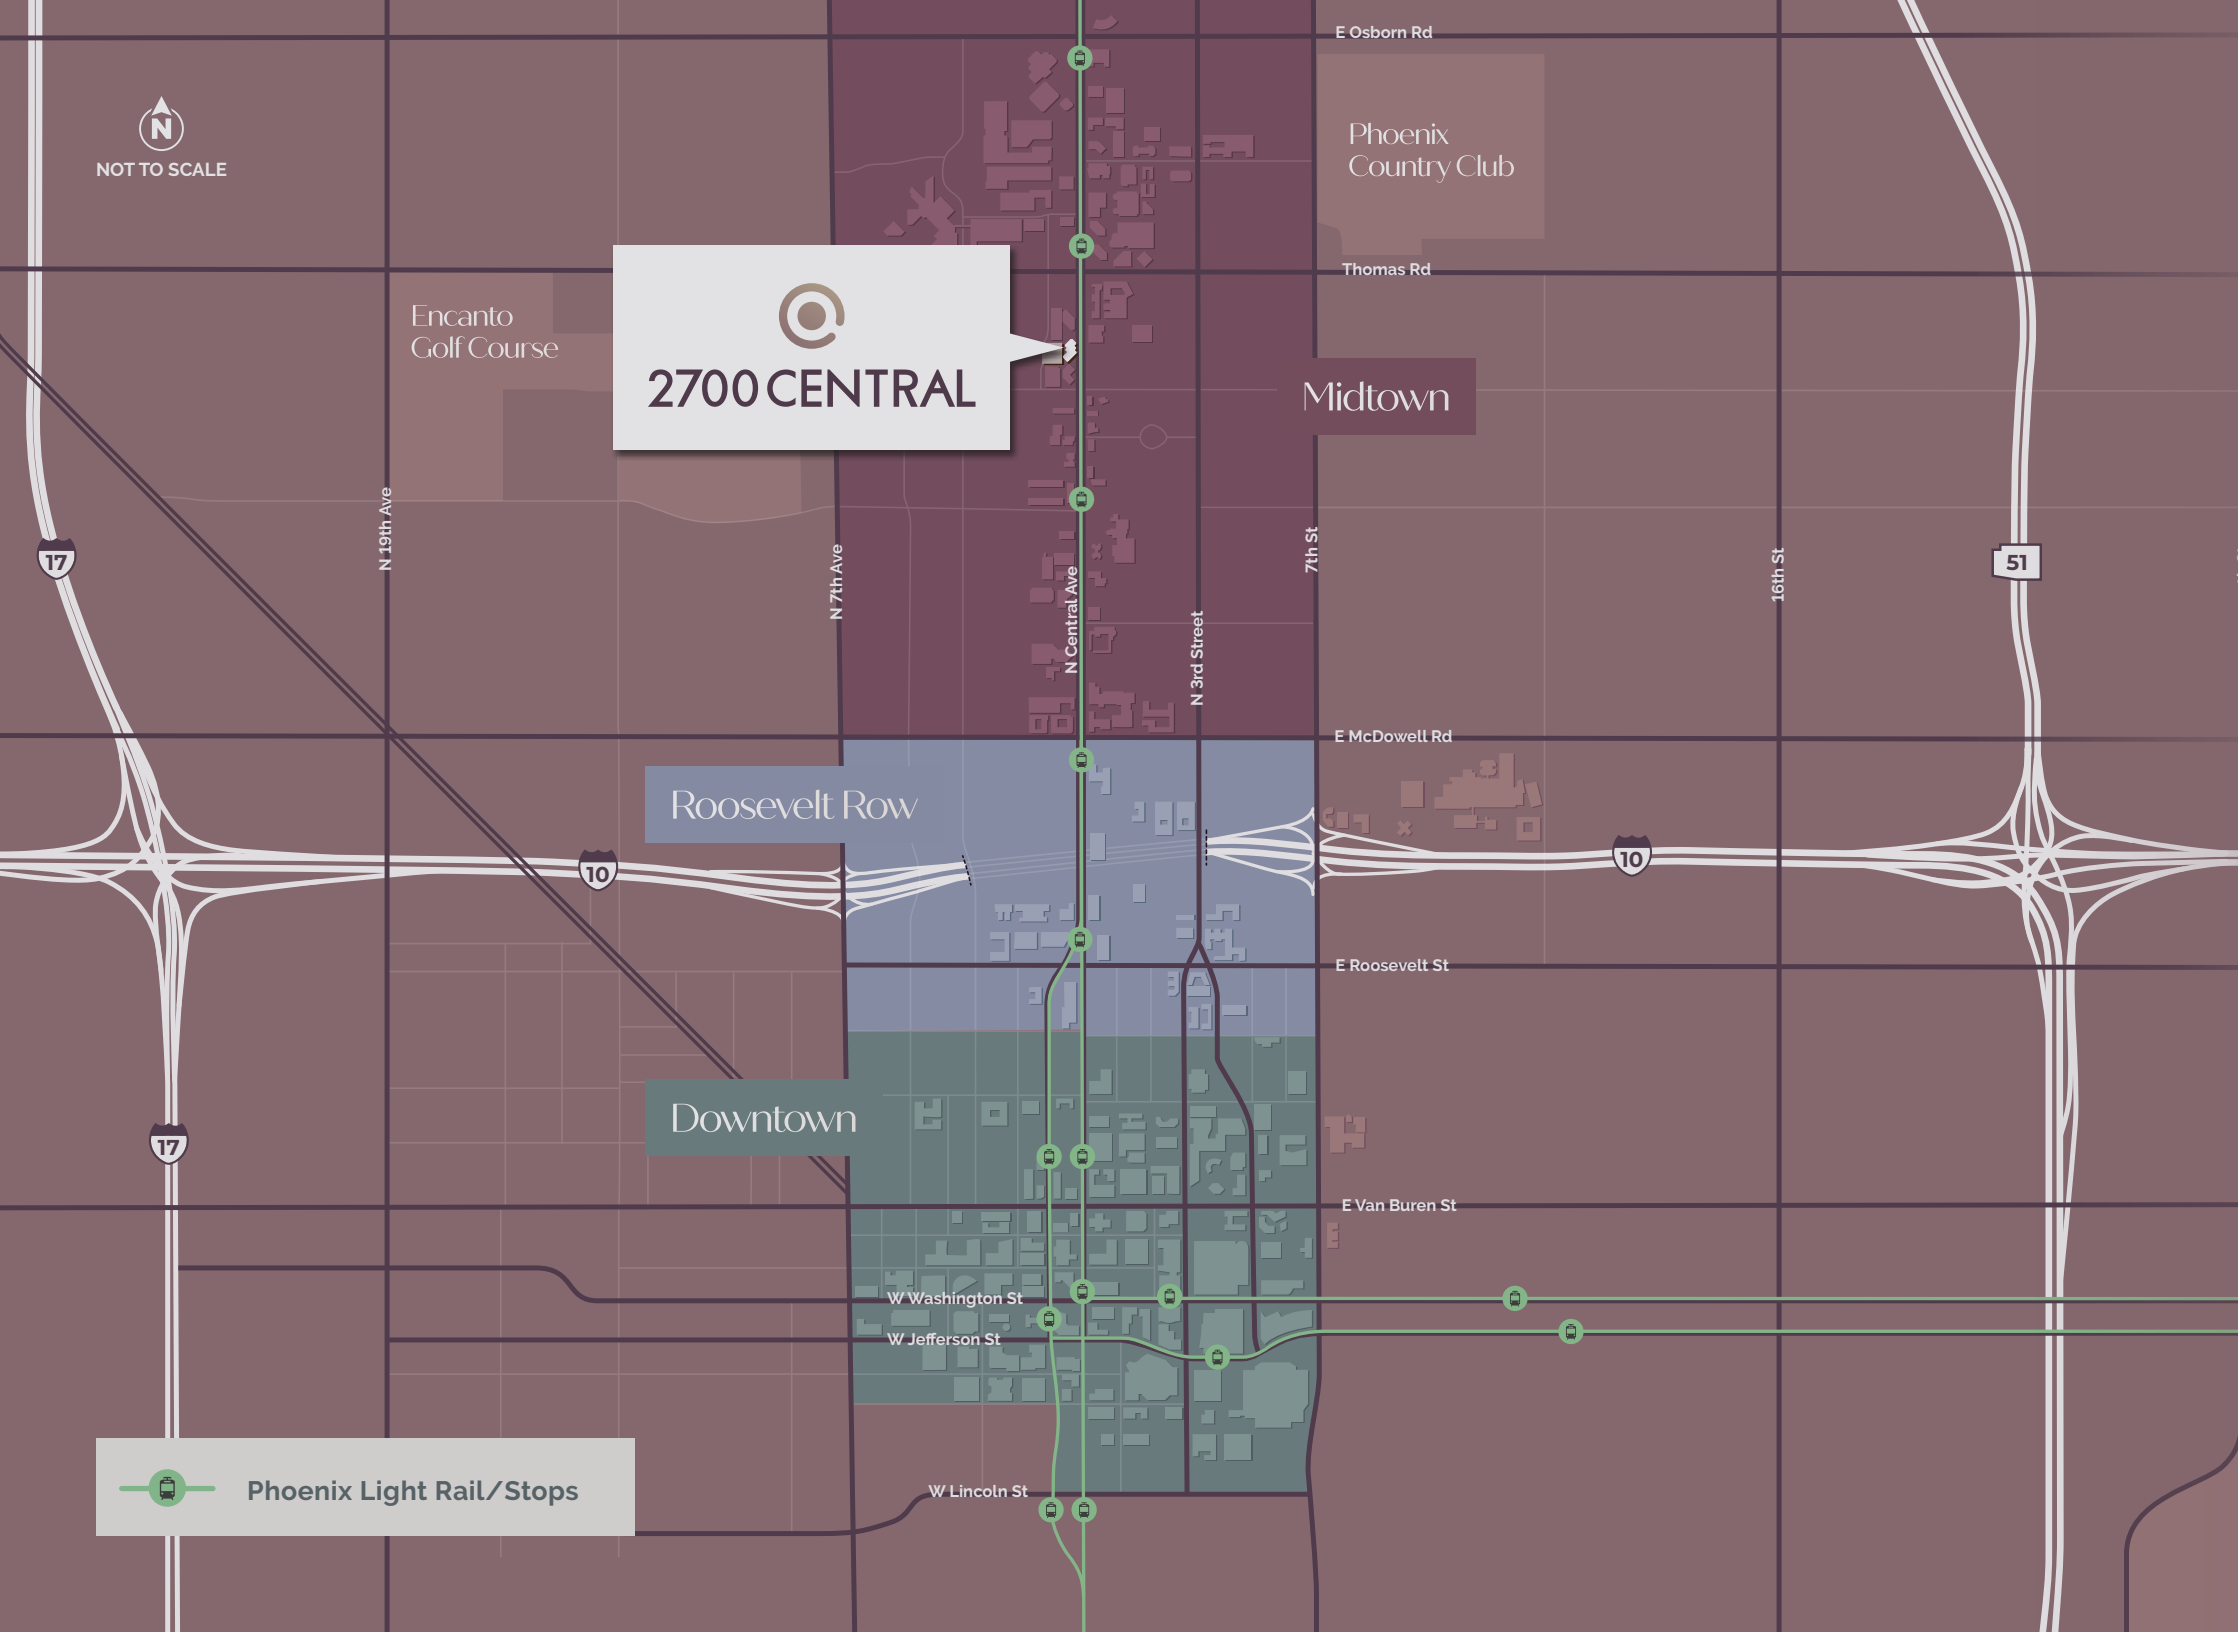 E Osborn Rd
N
NOT TO SCALE
Phoenix
Country Club
Thomas Rd
Encanto
Golf Course
2700 CENTRAL
Midtown
N 19th Ave
N 7th Ave
N Central Ave
N 3rd Street
7th St
16th St
17
51
E McDowell Rd
Roosevelt Row
10
10
E Roosevelt St
Downtown
17
E Van Buren St
W Washington St
W Jefferson St
Phoenix Light Rail/Stops
W Lincoln St